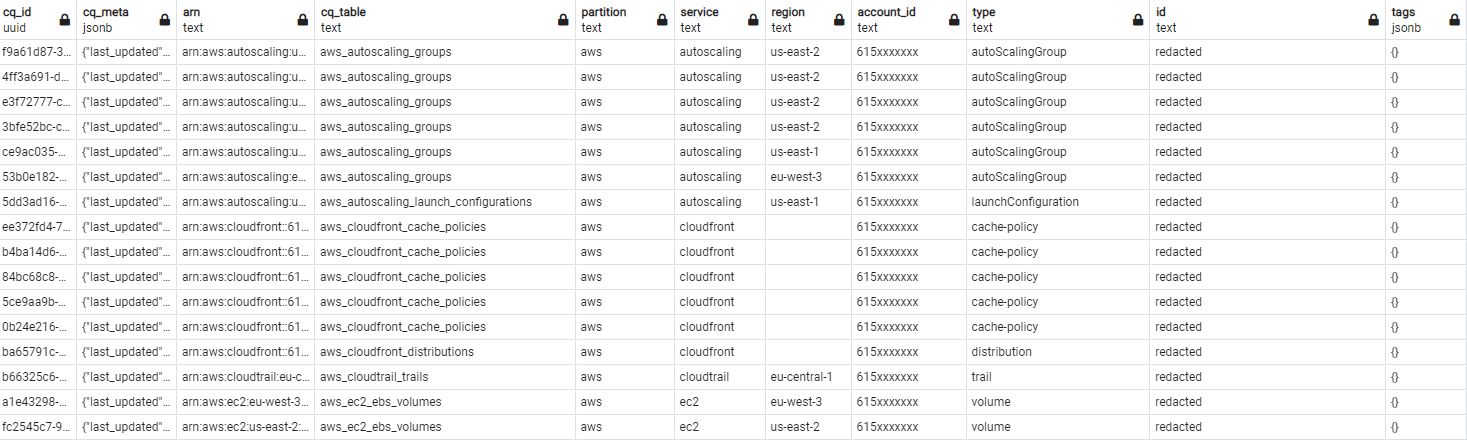 cq_id cq_meta arn cq_table partition service region account_id type id tags
uuid jsonb text text text text text text text text jsonb
f9a61d87-3... {"last_updated"... arn:aws:autoscaling:u... aws_autoscaling_groups aws autoscaling us-east-2 615xxxxxxx autoScalingGroup redacted {}
4ff3a691-d... {"last_updated"... arn:aws:autoscaling:u... aws_autoscaling_groups aws autoscaling us-east-2 615xxxxxxx autoScalingGroup redacted {}
e3f72777-c... {"last_updated"... arn:aws:autoscaling:u... aws_autoscaling_groups aws autoscaling us-east-2 615xxxxxxx autoScalingGroup redacted {}
3bfe52bc-c... {"last_updated"... arn:aws:autoscaling:u... aws_autoscaling_groups aws autoscaling us-east-2 615xxxxxxx autoScalingGroup redacted {}
ce9ac035-... {"last_updated"... arn:aws:autoscaling:u... aws_autoscaling_groups aws autoscaling us-east-1 615xxxxxxx autoScalingGroup redacted {}
53b0e182-... {"last_updated"... arn:aws:autoscaling:e... aws_autoscaling_groups aws autoscaling eu-west-3 615xxxxxxx autoScalingGroup redacted {}
5dd3ad16-... {"last_updated"... arn:aws:autoscaling:u... aws_autoscaling_launch_configurations aws autoscaling us-east-1 615xxxxxxx launchConfiguration redacted {}
ee372fd4-7... {"last_updated"... arn:aws:cloudfront::61... aws_cloudfront_cache_policies aws cloudfront 615xxxxxxx cache-policy redacted {}
b4ba14d6-... {"last_updated"... arn:aws:cloudfront::61... aws_cloudfront_cache_policies aws cloudfront 615xxxxxxx cache-policy redacted {}
84bc68c8-... {"last_updated"... arn:aws:cloudfront::61... aws_cloudfront_cache_policies aws cloudfront 615xxxxxxx cache-policy redacted {}
5ce9aa9b-... {"last_updated"... arn:aws:cloudfront::61... aws_cloudfront_cache_policies aws cloudfront 615xxxxxxx cache-policy redacted {}
0b24e216-... {"last_updated"... arn:aws:cloudfront::61... aws_cloudfront_cache_policies aws cloudfront 615xxxxxxx cache-policy redacted {}
ba65791c-... {"last_updated"... arn:aws:cloudfront::61... aws_cloudfront_distributions aws cloudfront 615xxxxxxx distribution redacted {}
b66325c6-... {"last_updated"... arn:aws:cloudtrail:eu-c... aws_cloudtrail_trails aws cloudtrail eu-central-1 615xxxxxxx trail redacted {}
a1e43298-... {"last_updated"... arn:aws:ec2:eu-west-3... aws_ec2_ebs_volumes aws ec2 eu-west-3 615xxxxxxx volume redacted {}
fc2545c7-9... {"last_updated"... arn:aws:ec2:us-east-2:... aws_ec2_ebs_volumes aws ec2 us-east-2 615xxxxxxx volume redacted {}